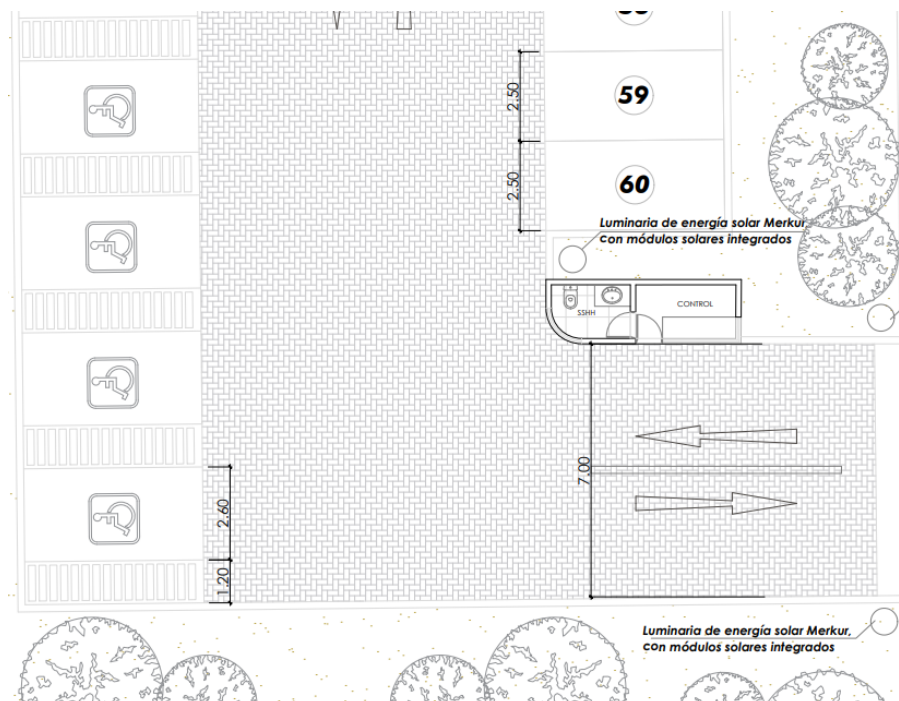 2.50
59
2.50
60
Luminaria de energía solar Merkur,
con módulos solares integrados
SSHH
CONTROL
7.00
2.60
1.20
Luminaria de energía solar Merkur,
con módulos solares integrados